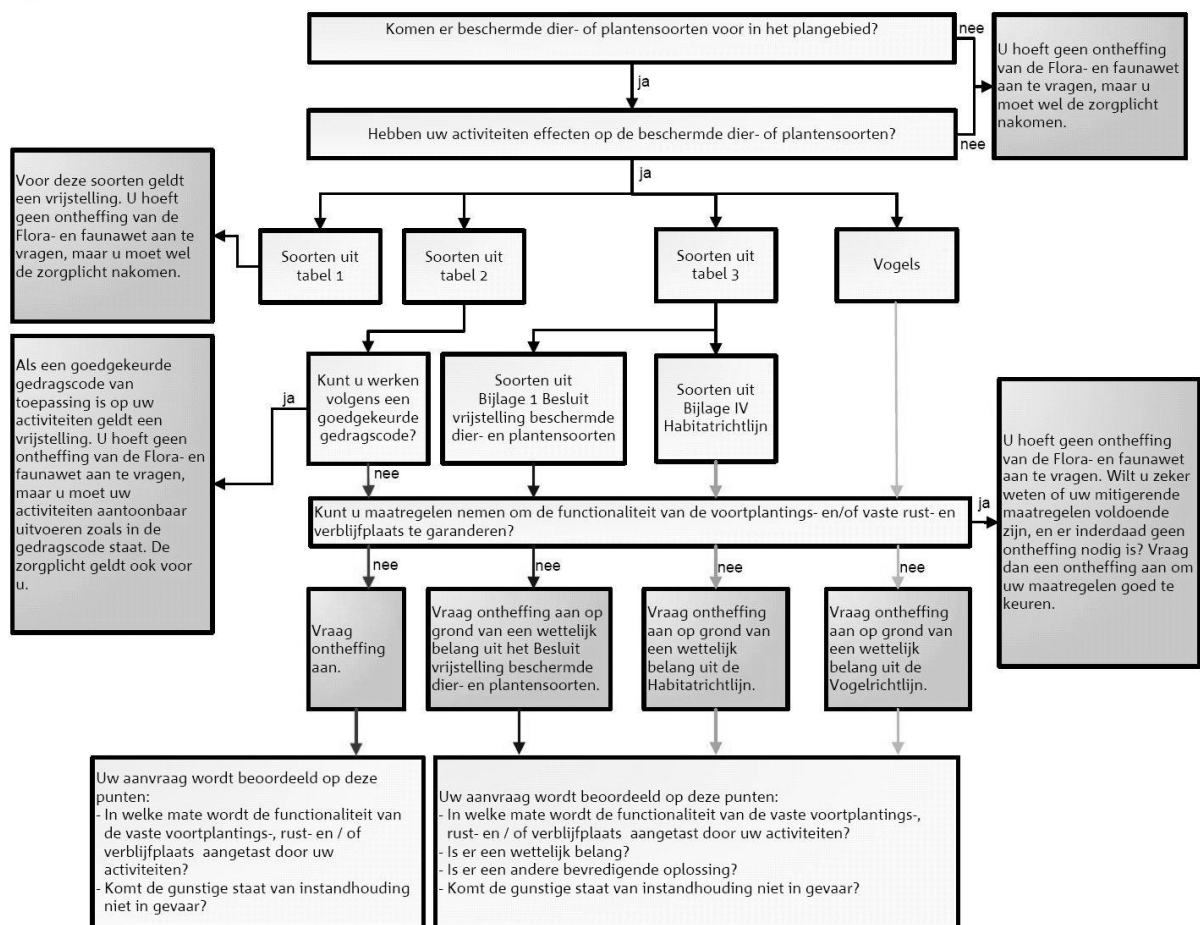 Komen er beschermde dier- of plantensoorten voor in het plangebied?
nee
U hoeft geen ontheffing
van de Flora- en faunawet
aan te vragen, maar u
moet wel de zorgplicht
nakomen.
ja
Hebben uw activiteiten effecten op de beschermde dier- of plantensoorten?
nee
ja
Voor deze soorten geldt
een vrijstelling. U hoeft
geen ontheffing van de
Flora- en faunawet aan te
vragen, maar u moet wel
de zorgplicht nakomen.
Soorten uit
tabel 1
Soorten uit
tabel 2
Soorten uit
tabel 3
Vogels
Als een goedgekeurde
gedragscode van
toepassing is op uw
activiteiten geldt een
vrijstelling. U hoeft geen
ontheffing van de Flora- en
faunawet aan te vragen,
maar u moet uw
activiteiten aantoonbaar
uitvoeren zoals in de
gedragscode staat. De
zorgplicht geldt ook voor
u.
ja
Kunt u werken
volgens een
goedgekeurde
gedragscode?
Soorten uit
Bijlage 1 Besluit
vrijstelling beschermde
dier- en plantensoorten
Soorten uit
Bijlage IV
Habitatrichtlijn
nee
Kunt u maatregelen nemen om de functionaliteit van de voortplantings- en/of vaste rust- en
verblijfplaats te garanderen?
ja
U hoeft geen ontheffing
van de Flora- en faunawet
aan te vragen. Wilt u zeker
weten of uw mitigerende
maatregelen voldoende
zijn, en er inderdaad geen
ontheffing nodig is? Vraag
dan een ontheffing aan om
uw maatregelen goed te
keuren.
nee
nee
nee
nee
Vraag
ontheffing
aan.
Vraag ontheffing aan op
grond van een wettelijk
belang uit het Besluit
vrijstelling beschermde
dier- en plantensoorten.
Vraag ontheffing
aan op grond van
een wettelijk
belang uit de
Habitatrichtlijn.
Vraag ontheffing
aan op grond van
een wettelijk
belang uit de
Vogelrichtlijn.
Uw aanvraag wordt beoordeeld op deze
punten:
- In welke mate wordt de functionaliteit van
de vaste voortplantings-, rust- en / of
verblijfplaats aangetast door uw
activiteiten?
- Komt de gunstige staat van instandhouding
niet in gevaar?
Uw aanvraag wordt beoordeeld op deze punten:
- In welke mate wordt de functionaliteit van de vaste voortplantings-,
rust- en / of verblijfplaats aangetast door uw activiteiten?
- Is er een wettelijk belang?
- Is er een andere bevredigende oplossing?
- Komt de gunstige staat van instandhouding niet in gevaar?